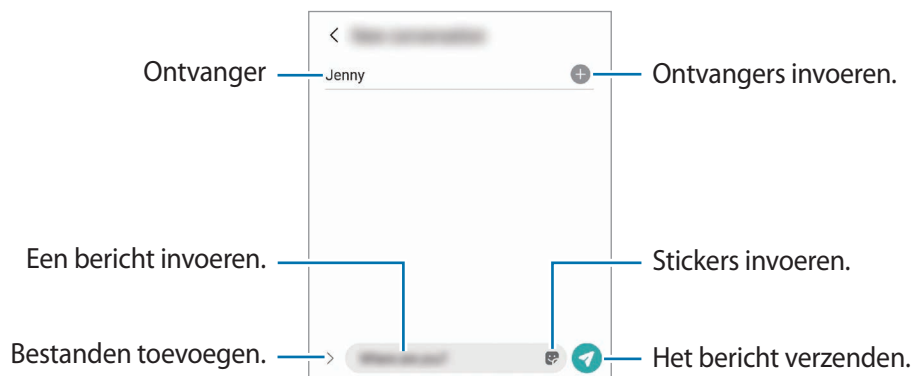 Ontvanger
Jenny
Ontvangers invoeren.
Een bericht invoeren.
Stickers invoeren.
Bestanden toevoegen.
Het bericht verzenden.